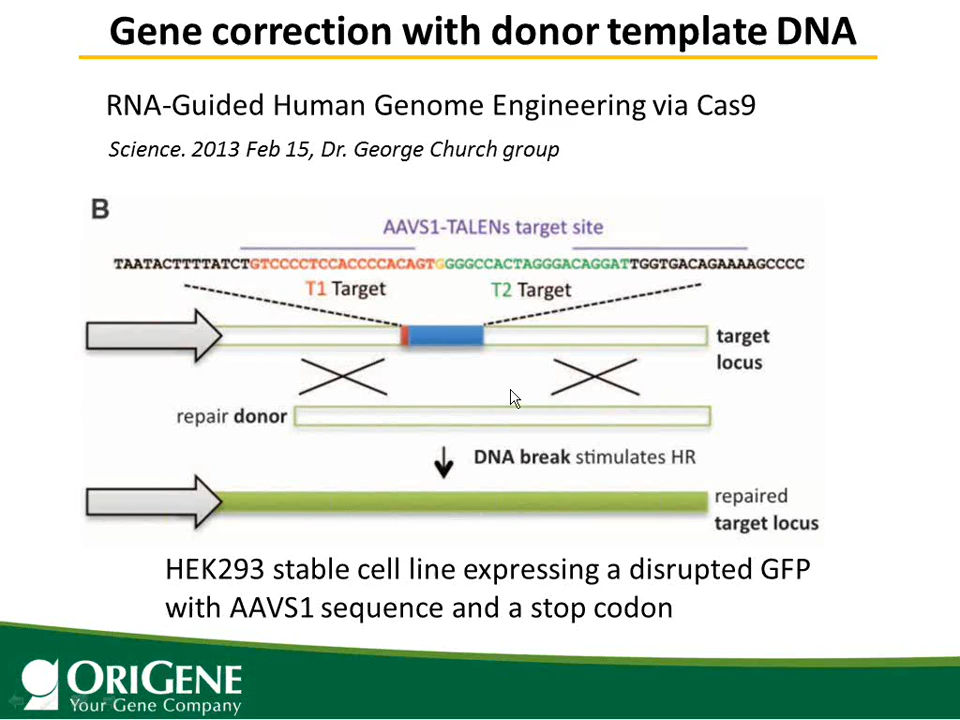 Gene correction with donor template DNA
RNA-Guided Human Genome Engineering via Cas9
Science. 2013 Feb 15, Dr. George Church group
B
AAVS1-TALENs target site
TAATACTTTTATCTGTCCCCTCCACCCCACAGTGGGGCCACTAGGGACAGGATTGGTGACAGAAAAGCCCC
T1 Target
T2 Target
target
locus
repair donor
DNA break stimulates HR
repaired
target locus
HEK293 stable cell line expressing a disrupted GFP
with AAVS1 sequence and a stop codon
ORIGENE
Your Gene Company